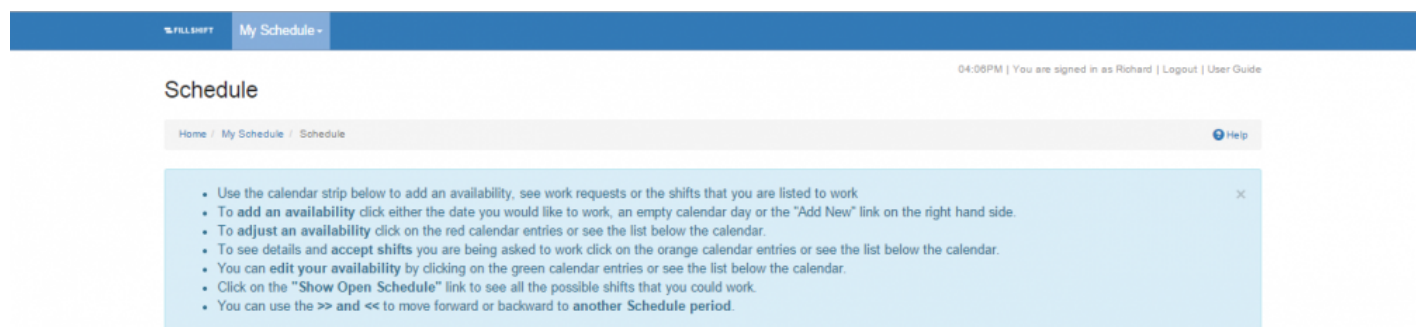 FILLSHIFT My Schedule
04:06PM | You are signed in as Richard | Logout | User Guide
Schedule
Home / My Schedule / Schedule
Help
• Use the calendar strip below to add an availability, see work requests or the shifts that you are listed to work
×
• To add an availability click either the date you would like to work, an empty calendar day or the "Add New" link on the right hand side.
• To adjust an availability click on the red calendar entries or see the list below the calendar.
• To see details and accept shifts you are being asked to work click on the orange calendar entries or see the list below the calendar.
• You can edit your availability by clicking on the green calendar entries or see the list below the calendar.
• Click on the "Show Open Schedule" link to see all the possible shifts that you could work.
• You can use the >> and << to move forward or backward to another Schedule period.